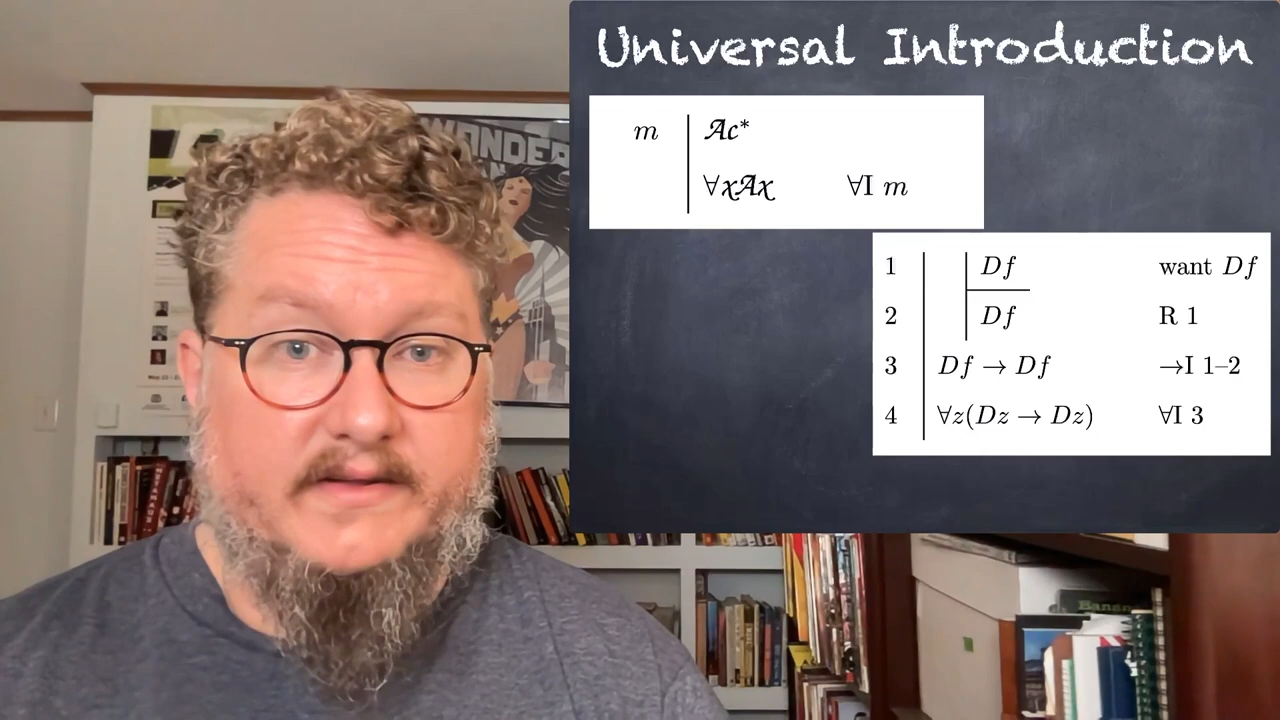 Universal Introduction
m 𝒜c*
∀𝓍𝒜𝓍 ∀I m
1 Df want Df
2 Df R 1
3 Df → Df →I 1–2
4 ∀z(Dz → Dz) ∀I 3
WONDER